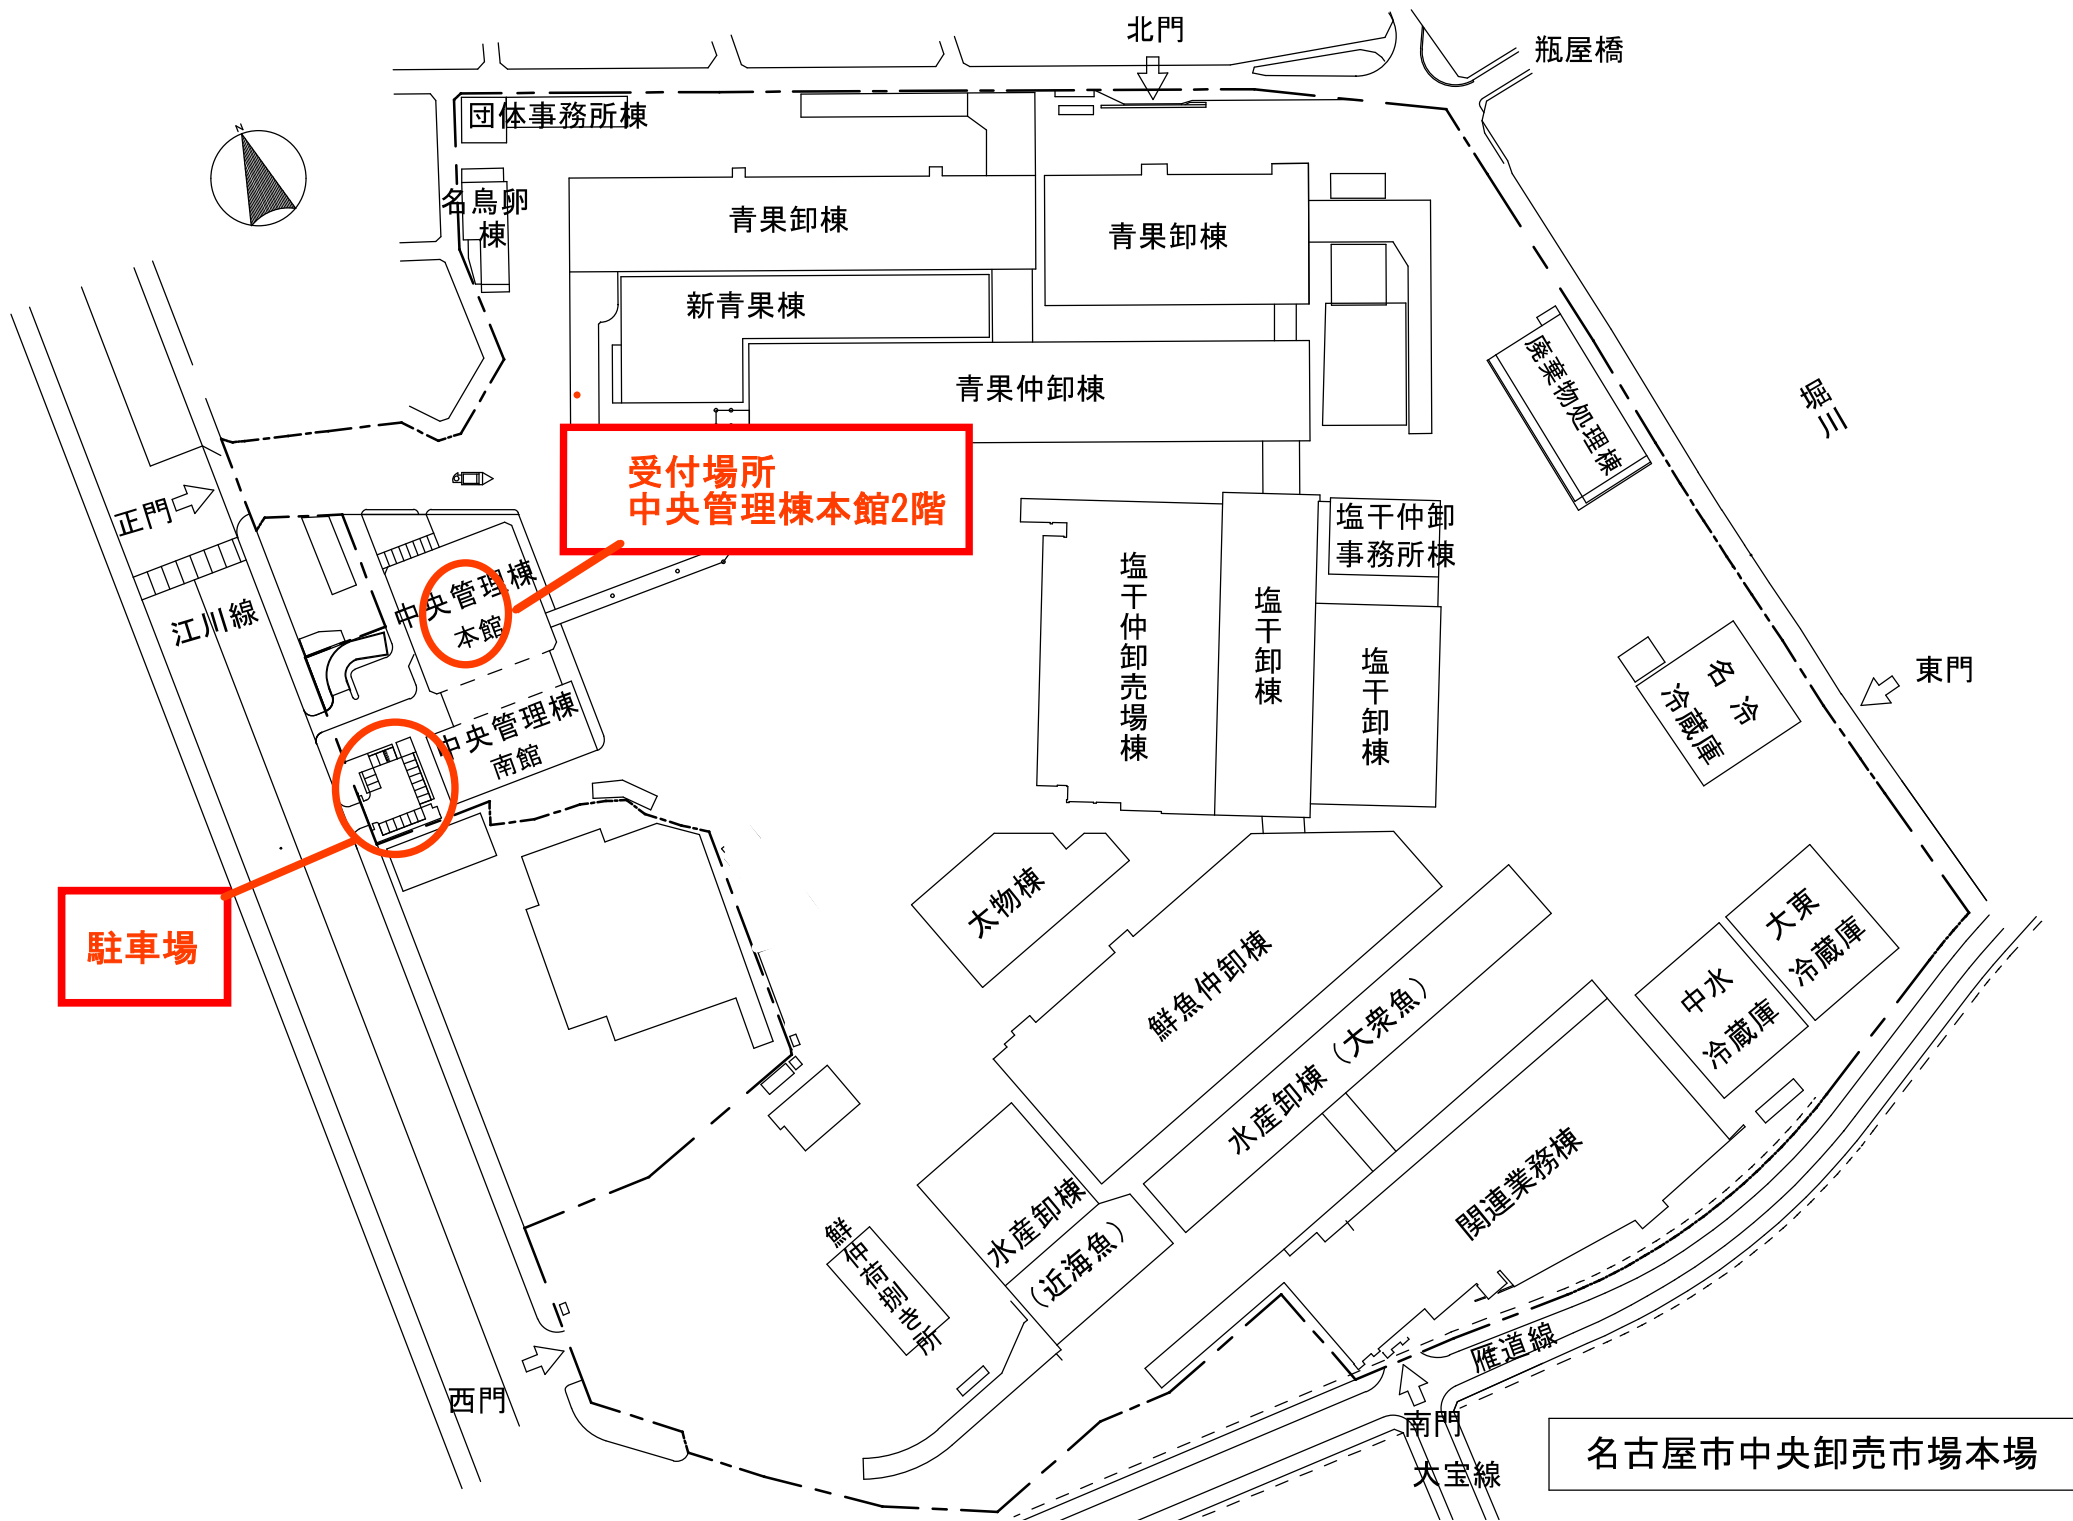 北門
瓶屋橋
団体事務所棟
N
名鳥卵
棟
青果卸棟
青果卸棟
新青果棟
青果仲卸棟
廃棄物処理棟
堀川
受付場所
中央管理棟本館2階
正門
江川線
中央管理棟
本館
塩干仲卸
事務所棟
塩干仲卸売場棟
塩干卸棟
塩干卸棟
名冷
冷蔵庫
東門
中央管理棟
南館
駐車場
太物棟
鮮魚仲卸棟
水産卸棟（大衆魚）
大東
冷蔵庫
中水
冷蔵庫
関連業務棟
水産卸棟
（近海魚）
鮮仲荷捌き所
西門
雁道線
南門
大宝線
名古屋市中央卸売市場本場